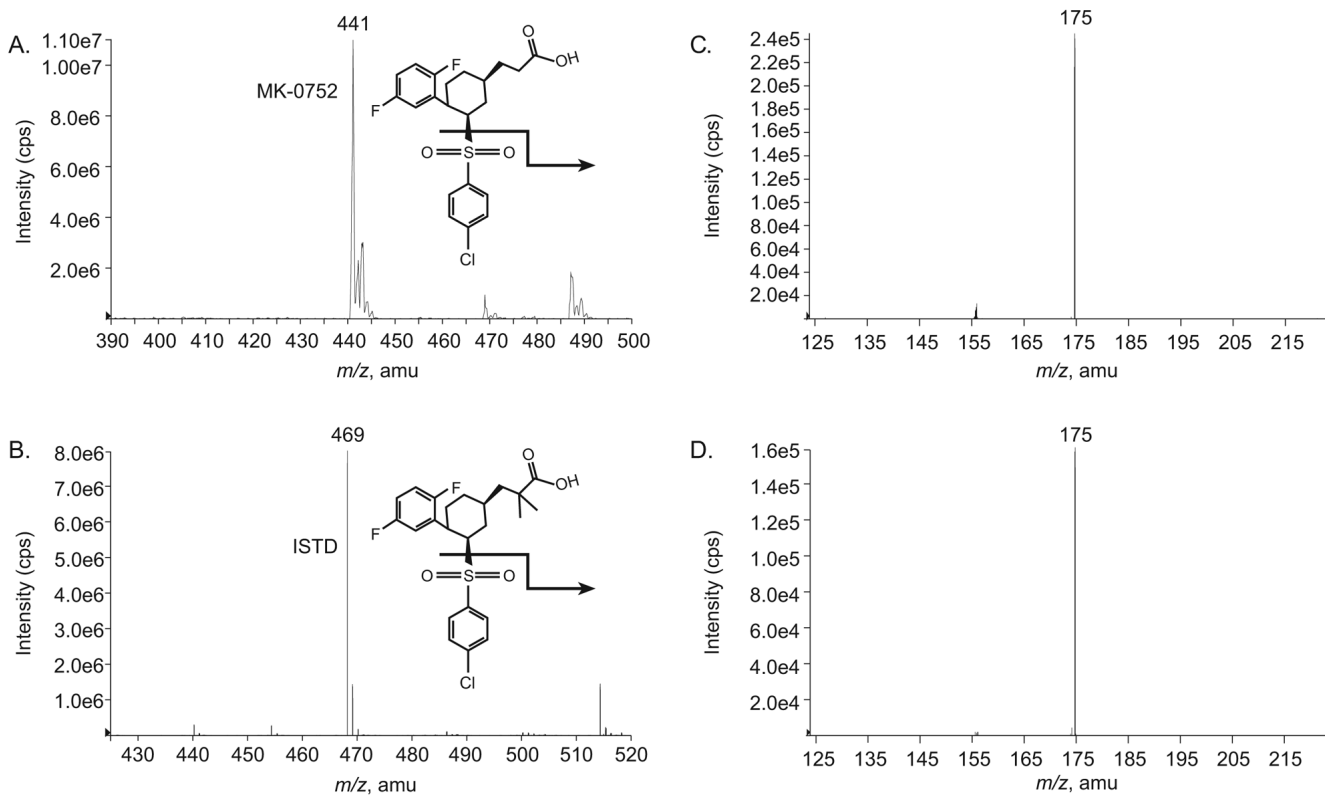 A.
441
Intensity (cps)
1.10e7
1.00e7
8.0e6
6.0e6
4.0e6
2.0e6
MK-0752
O
OH
F
F
O S O
Cl
390 400 410 420 430 440 450 460 470 480 490 500
m/z, amu
C.
175
Intensity (cps)
2.4e5
2.2e5
2.0e5
1.8e5
1.6e5
1.4e5
1.2e5
1.0e5
8.0e4
6.0e4
4.0e4
2.0e4
125 135 145 155 165 175 185 195 205 215
m/z, amu
B.
469
Intensity (cps)
8.0e6
7.0e6
6.0e6
5.0e6
4.0e6
3.0e6
2.0e6
1.0e6
ISTD
O
OH
F
F
O S O
Cl
430 440 450 460 470 480 490 500 510 520
m/z, amu
D.
175
Intensity (cps)
1.6e5
1.4e5
1.2e5
1.0e5
8.0e4
6.0e4
4.0e4
2.0e4
125 135 145 155 165 175 185 195 205 215
m/z, amu